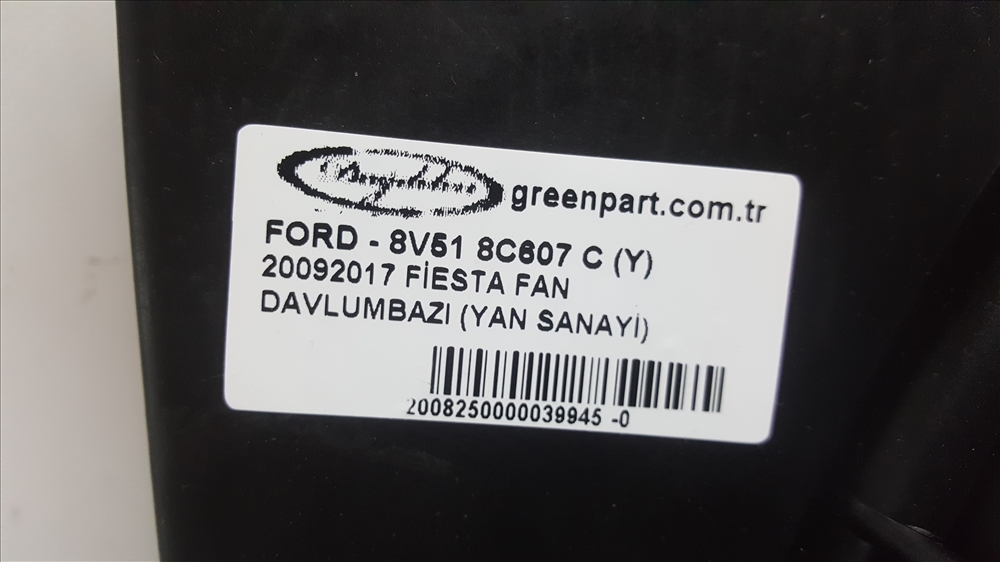 greenpart.com.tr
FORD - 8V51 8C607 C (Y)
20092017 FİESTA FAN
DAVLUMBAZI (YAN SANAYİ)
2008250000039945 -0